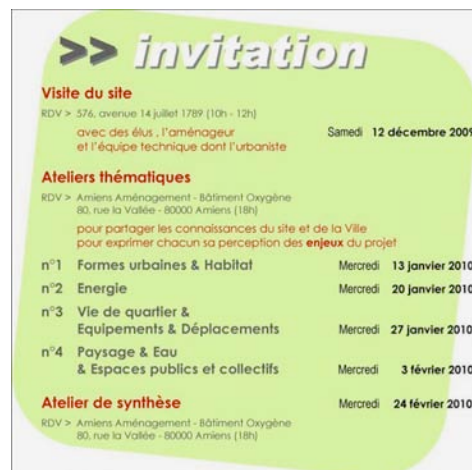 >> invitation
Visite du site
RDV > 576, avenue 14 juillet 1789 (10h - 12h)
avec des élus , l'aménageur
et l'équipe technique dont l'urbaniste
Samedi 12 décembre 2009
Ateliers thématiques
RDV > Amiens Aménagement - Bâtiment Oxygène
80, rue la Vallée - 80000 Amiens (18h)
pour partager les connaissances du site et de la Ville
pour exprimer chacun sa perception des enjeux du projet
n°1 Formes urbaines & Habitat Mercredi 13 janvier 2010
n°2 Energie Mercredi 20 janvier 2010
n°3 Vie de quartier &
Equipements & Déplacements Mercredi 27 janvier 2010
n°4 Paysage & Eau
& Espaces publics et collectifs Mercredi 3 février 2010
Atelier de synthèse Mercredi 24 février 2010
RDV > Amiens Aménagement - Bâtiment Oxygène
80, rue la Vallée - 80000 Amiens (18h)